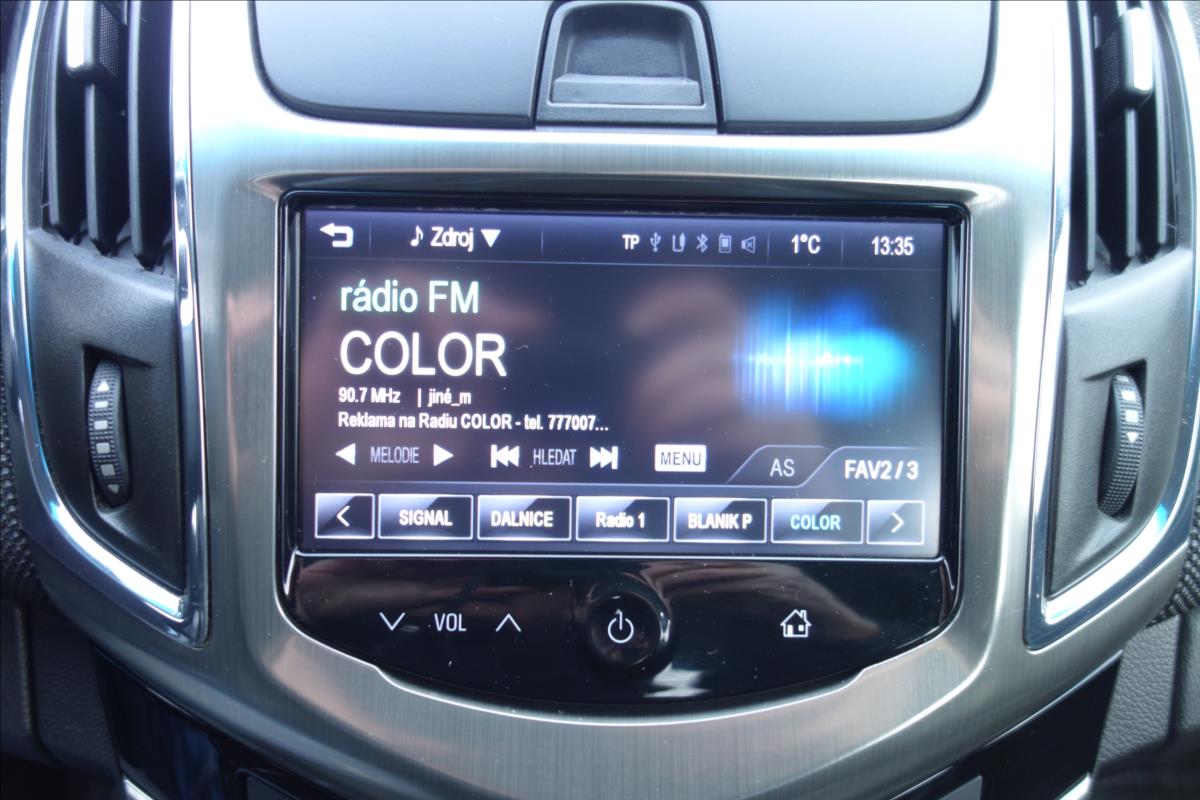 Zdroj TP 1°C 13:35
rádio FM
COLOR
90.7 MHz | jiné_m
Reklama na Radiu COLOR - tel. 777007...
MELODIE HLEDAT MENU AS FAV2 / 3
< SIGNAL DALNICE Radio 1 BLANIK P COLOR >
VOL